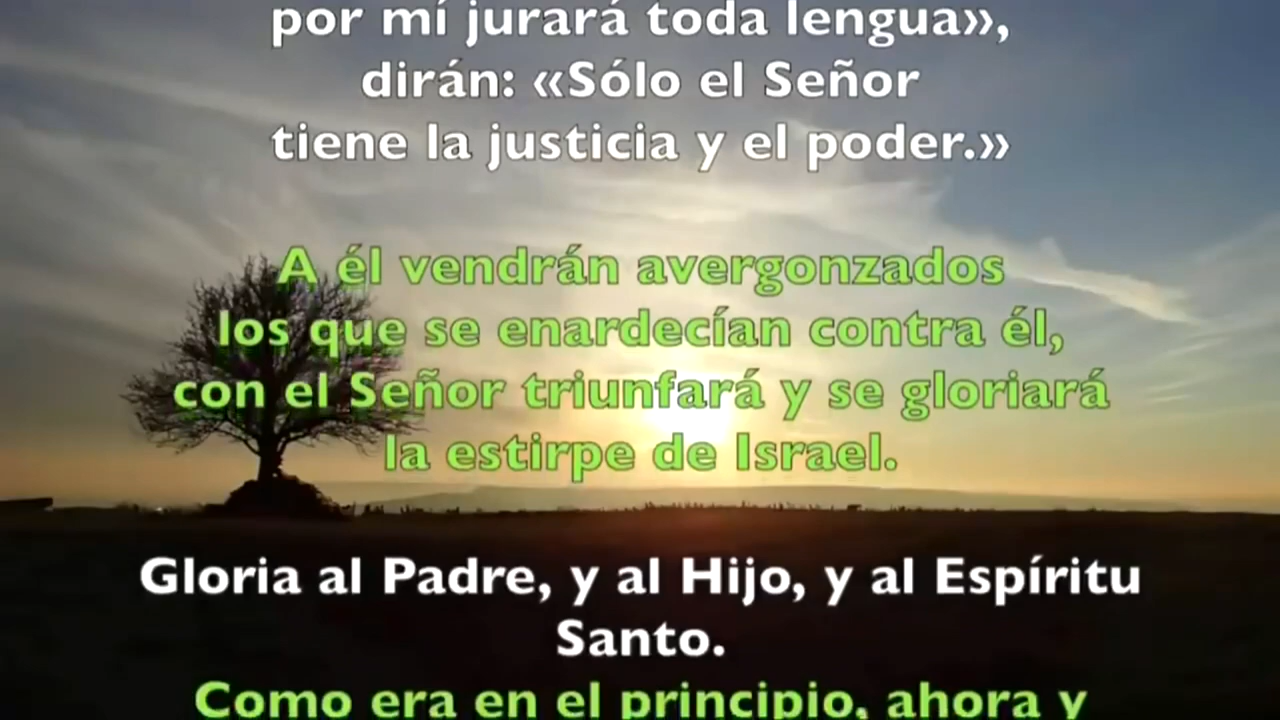 por mí jurará toda lengua»,
dirán: «Sólo el Señor
tiene la justicia y el poder.»
A él vendrán avergonzados
los que se enardecían contra él,
con el Señor triunfará y se gloriará
la estirpe de Israel.
Gloria al Padre, y al Hijo, y al Espíritu
Santo.
Como era en el principio, ahora y